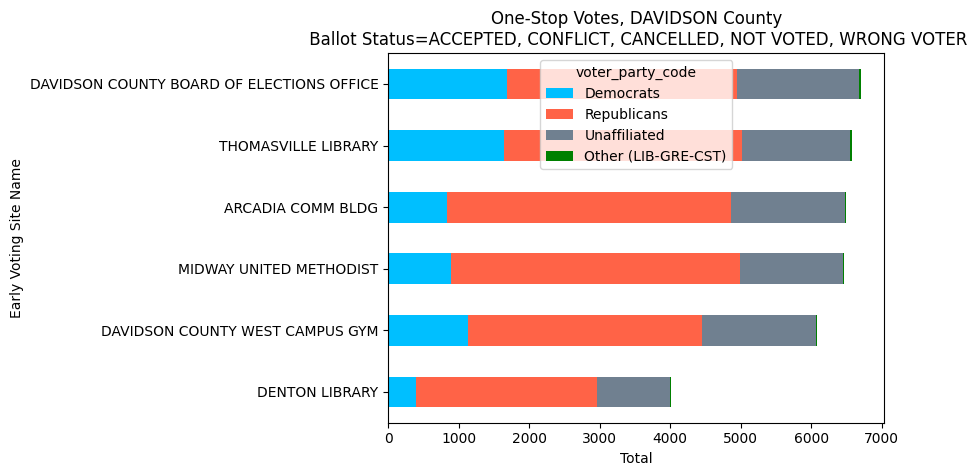 One-Stop Votes, DAVIDSON County
Ballot Status=ACCEPTED, CONFLICT, CANCELLED, NOT VOTED, WRONG VOTER
voter_party_code
Democrats
Republicans
Unaffiliated
Other (LIB-GRE-CST)
Early Voting Site Name
DAVIDSON COUNTY BOARD OF ELECTIONS OFFICE
THOMASVILLE LIBRARY
ARCADIA COMM BLDG
MIDWAY UNITED METHODIST
DAVIDSON COUNTY WEST CAMPUS GYM
DENTON LIBRARY
0 1000 2000 3000 4000 5000 6000 7000
Total